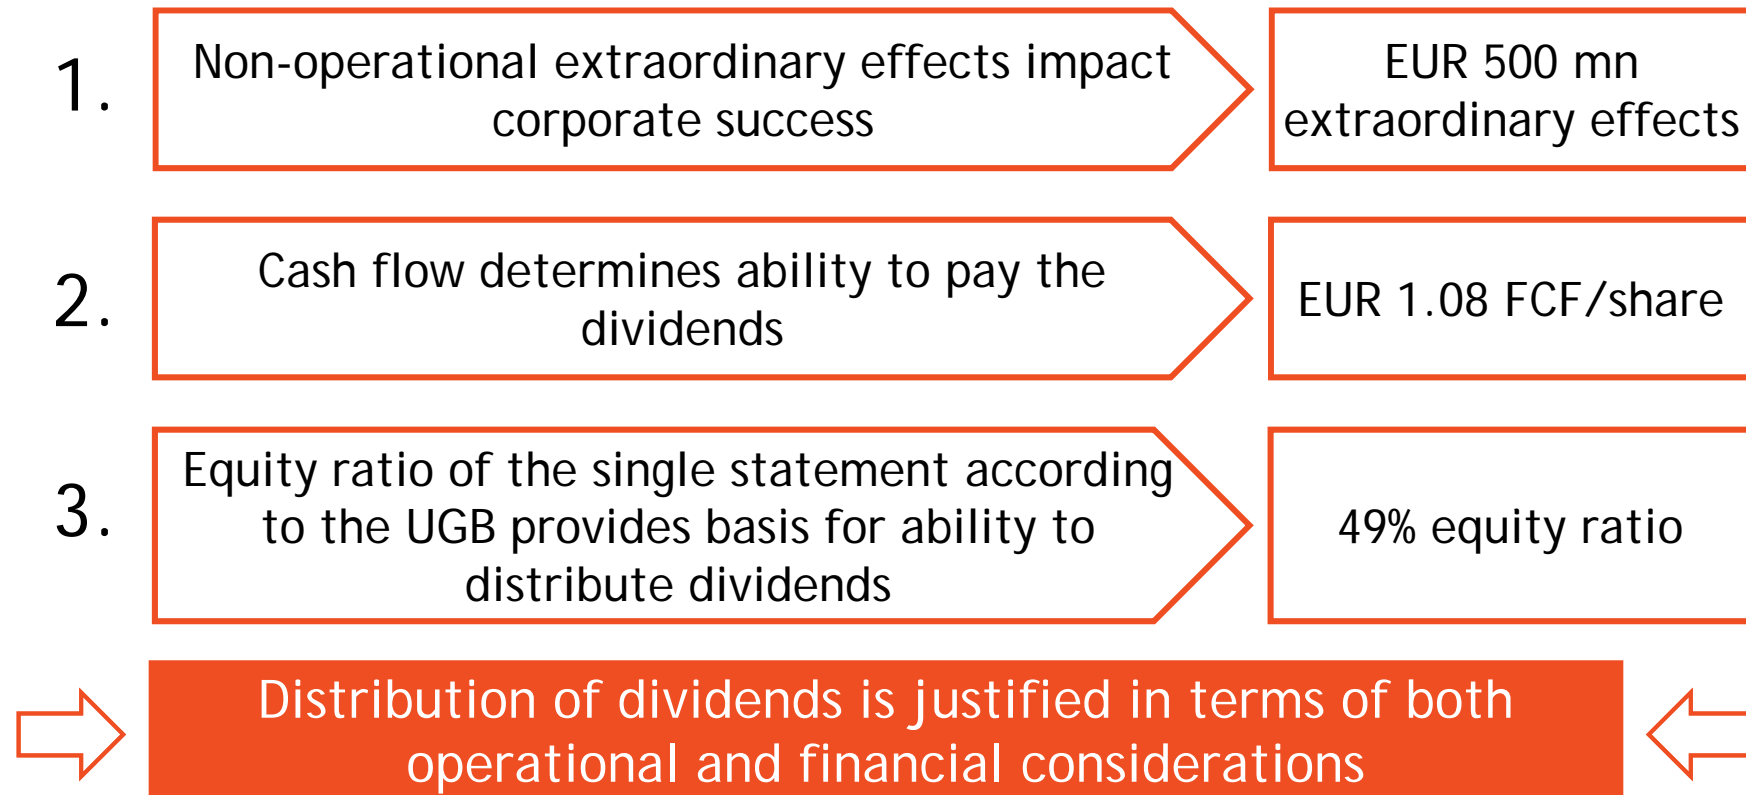 1.
Non-operational extraordinary effects impact
corporate success
EUR 500 mn
extraordinary effects
2.
Cash flow determines ability to pay the
dividends
EUR 1.08 FCF/share
3.
Equity ratio of the single statement according
to the UGB provides basis for ability to
distribute dividends
49% equity ratio
Distribution of dividends is justified in terms of both
operational and financial considerations